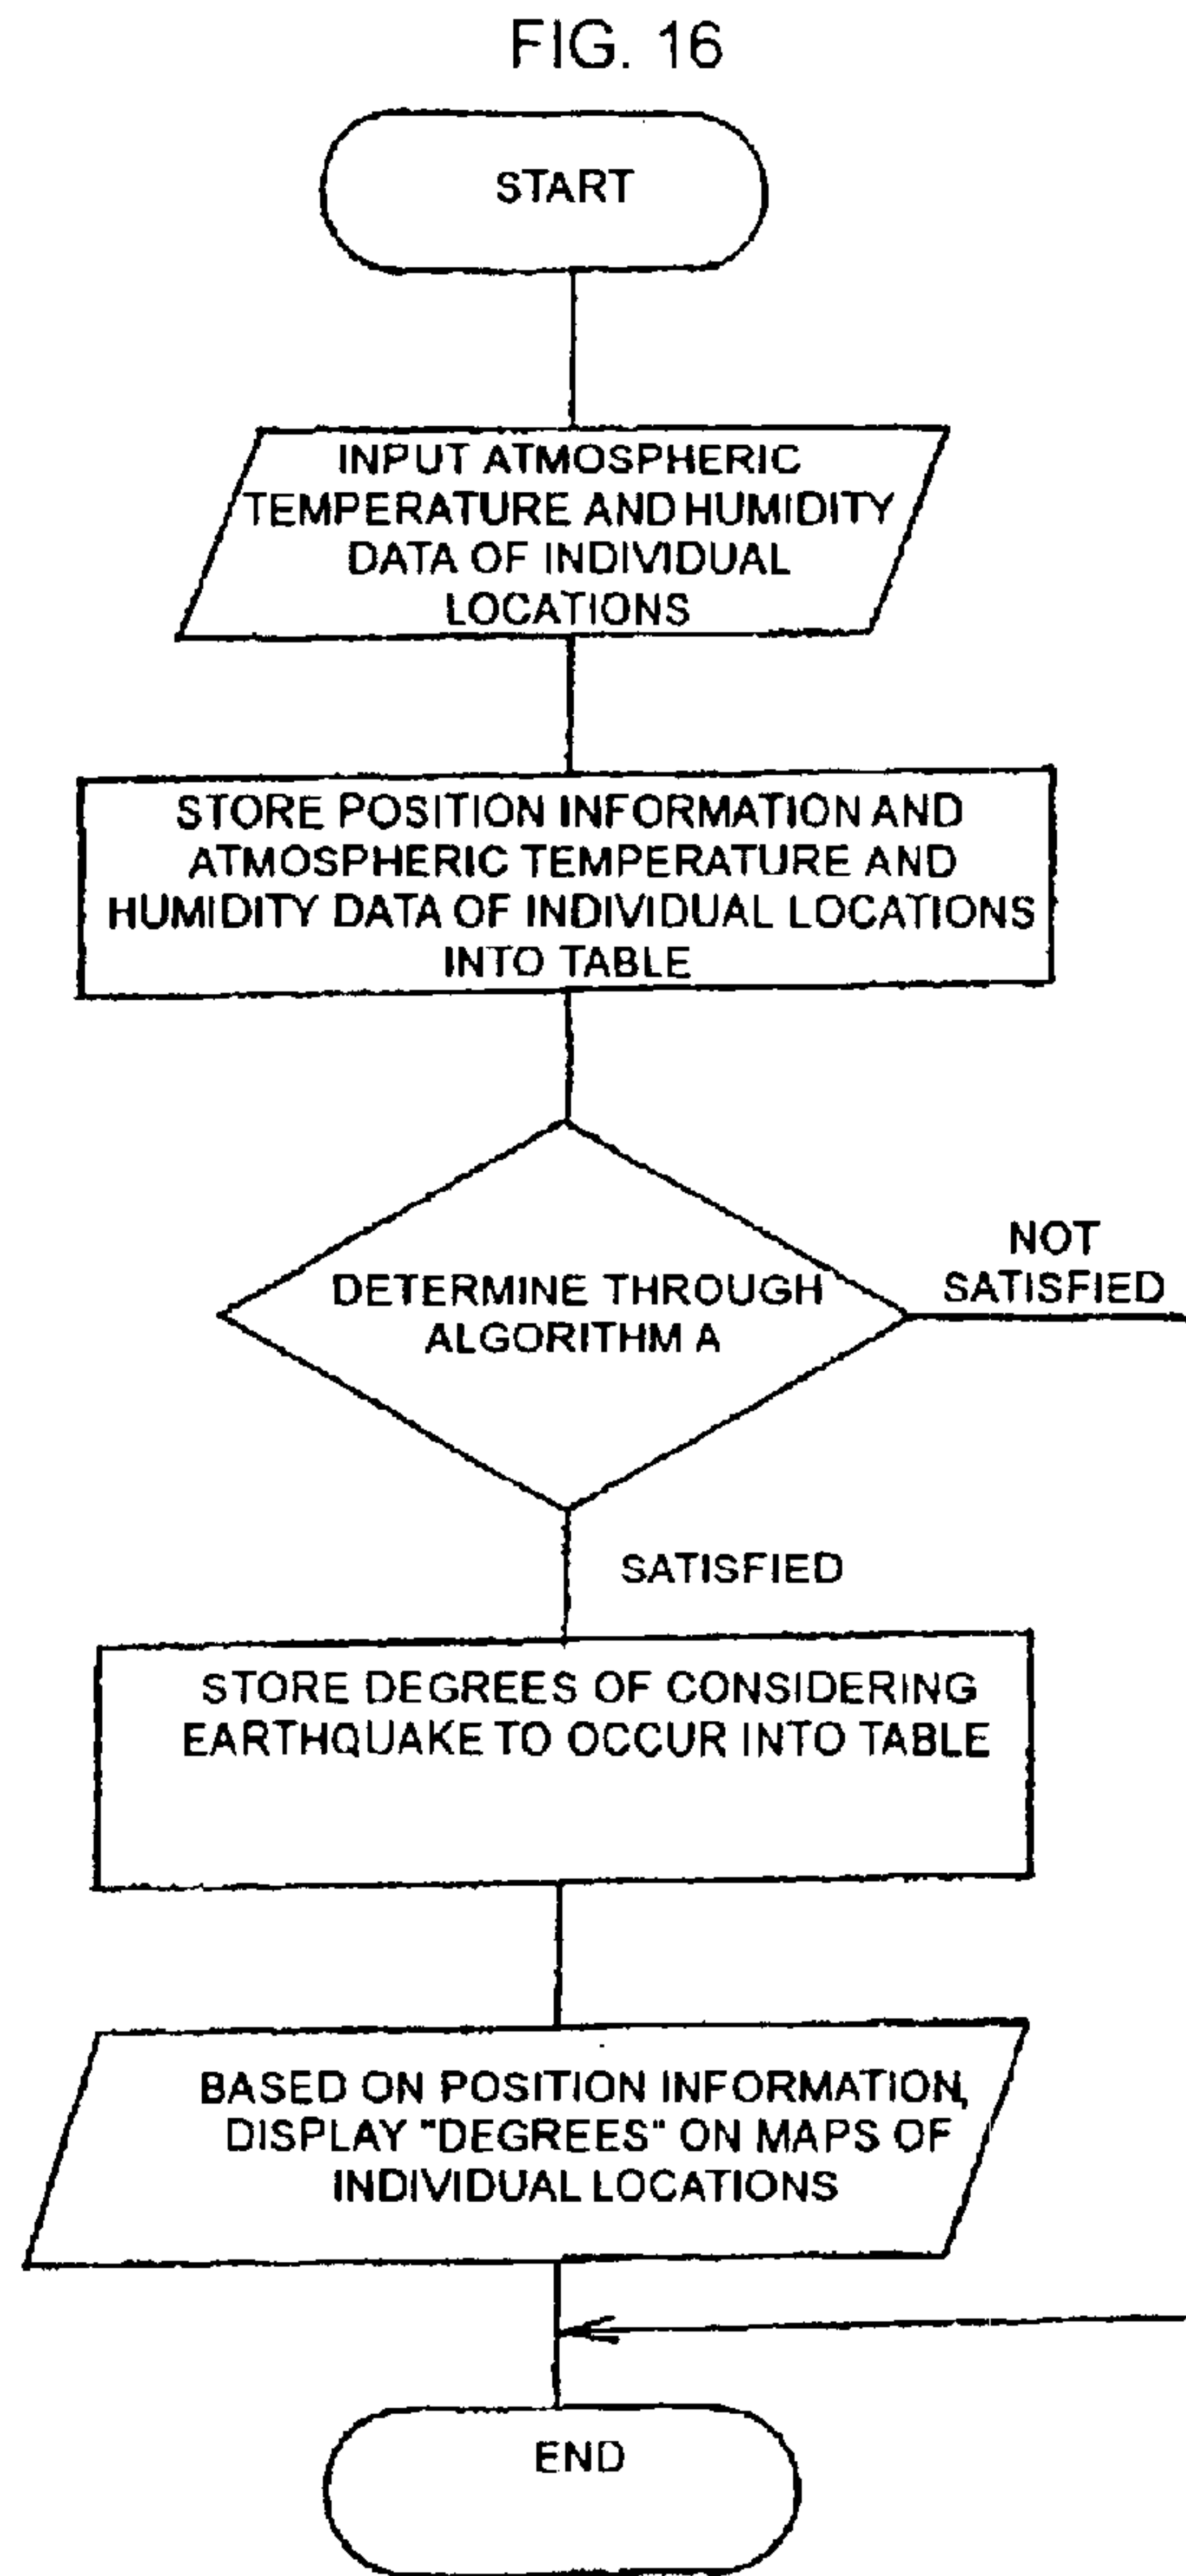 FIG. 16
START
INPUT ATMOSPHERIC
TEMPERATURE AND HUMIDITY
DATA OF INDIVIDUAL
LOCATIONS
STORE POSITION INFORMATION AND
ATMOSPHERIC TEMPERATURE AND
HUMIDITY DATA OF INDIVIDUAL LOCATIONS
INTO TABLE
DETERMINE THROUGH
ALGORITHM A
NOT
SATISFIED
SATISFIED
STORE DEGREES OF CONSIDERING
EARTHQUAKE TO OCCUR INTO TABLE
BASED ON POSITION INFORMATION,
DISPLAY "DEGREES" ON MAPS OF
INDIVIDUAL LOCATIONS
END